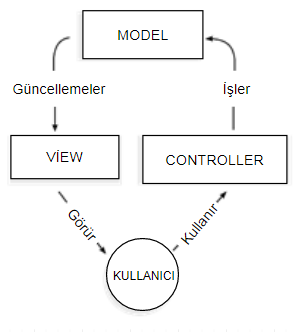 MODEL
Güncellemeler
İşler
VİEW
CONTROLLER
Görür
Kullanır
KULLANICI